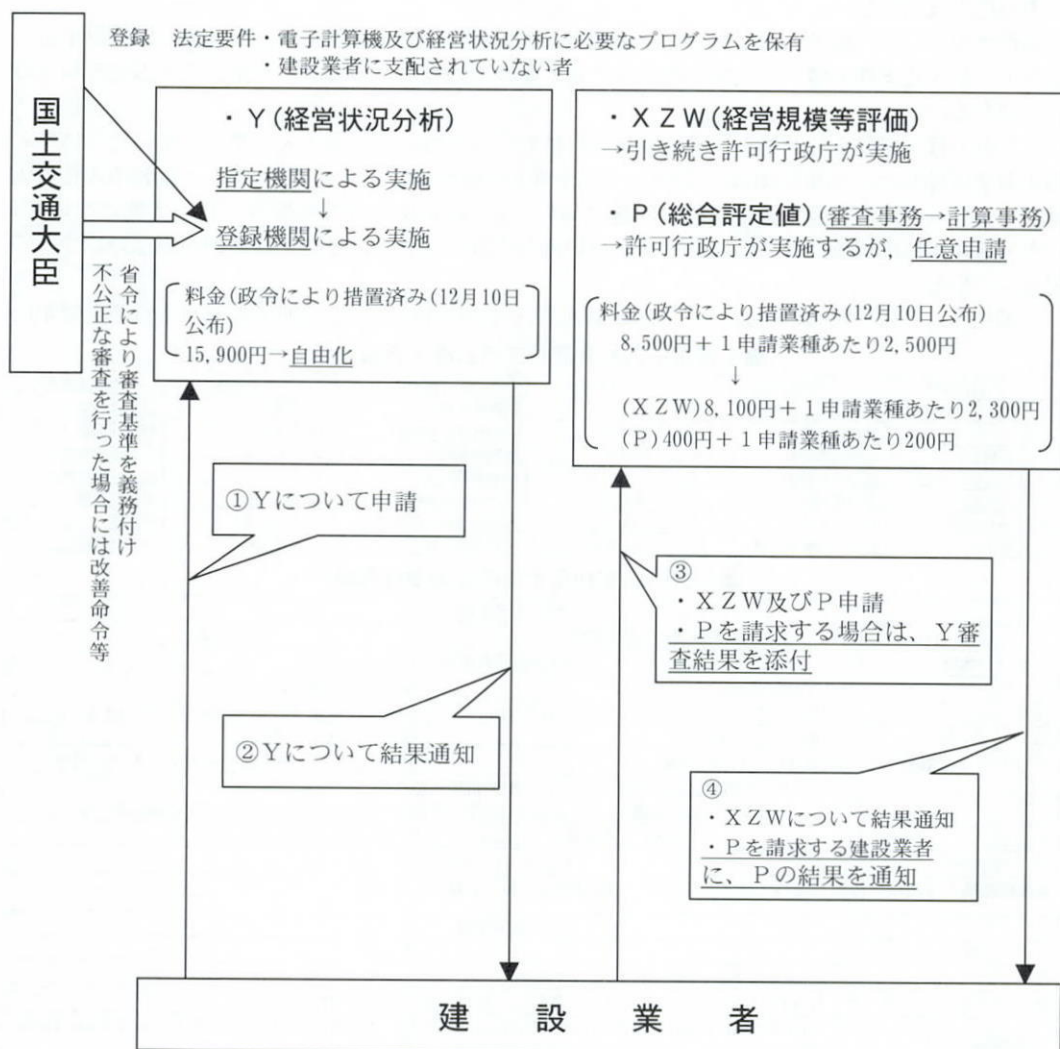 登録　法定要件・電子計算機及び経営状況分析に必要なプログラムを保有
・建設業者に支配されていない者
国土交通大臣
省令により審査基準を義務付け
不公正な審査を行った場合には改善命令等
・Y(経営状況分析)
指定機関による実施
↓
登録機関による実施
料金(政令により措置済み(12月10日
公布)
15,900円→自由化
・XZW(経営規模等評価)
→引き続き許可行政庁が実施
・P(総合評定値)(審査事務→計算事務)
→許可行政庁が実施するが，任意申請
料金(政令により措置済み(12月10日公布)
8,500円+1申請業種あたり2,500円
↓
(XZW)8,100円+1申請業種あたり2,300円
(P)400円+1申請業種あたり200円
①Yについて申請
②Yについて結果通知
③
・XZW及びP申請
・Pを請求する場合は、Y審
査結果を添付
④
・XZWについて結果通知
・Pを請求する建設業者
に、Pの結果を通知
建設業者